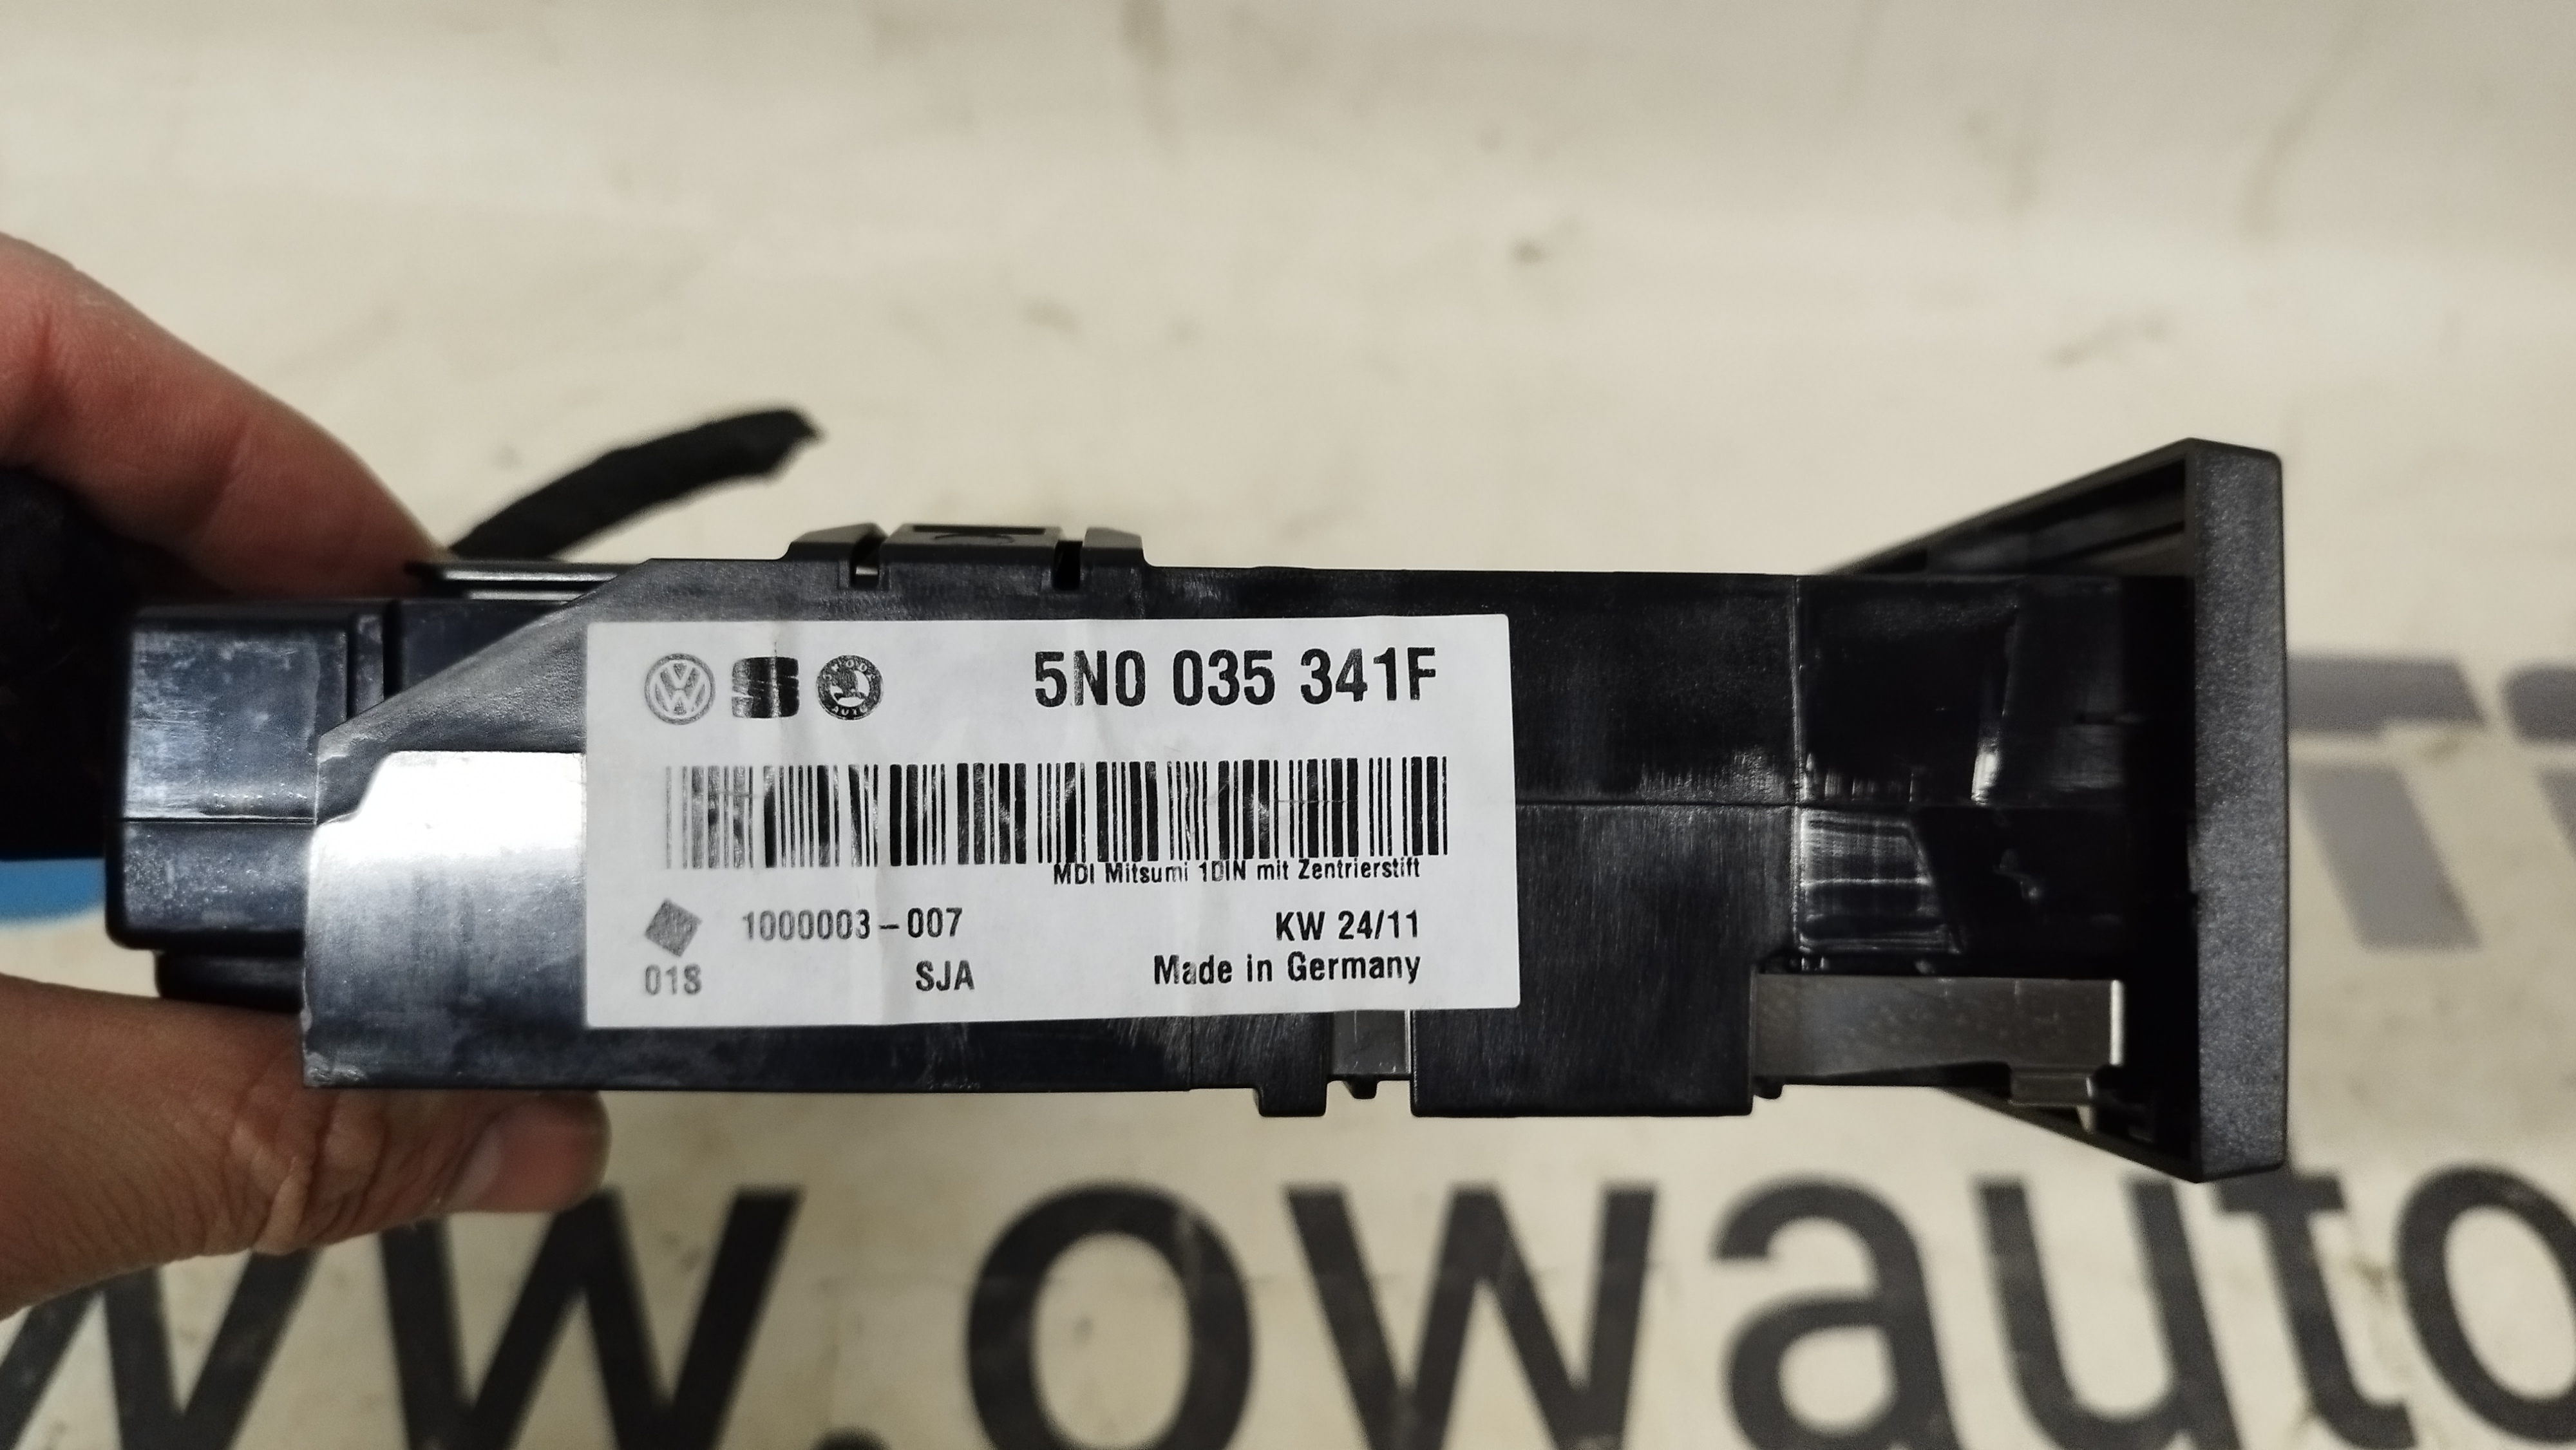 5N0 035 341F
MDI Mitsumi 1DIN mit Zentrierstift
1000003-007
KW 24/11
01S
SJA
Made in Germany
w.owauto